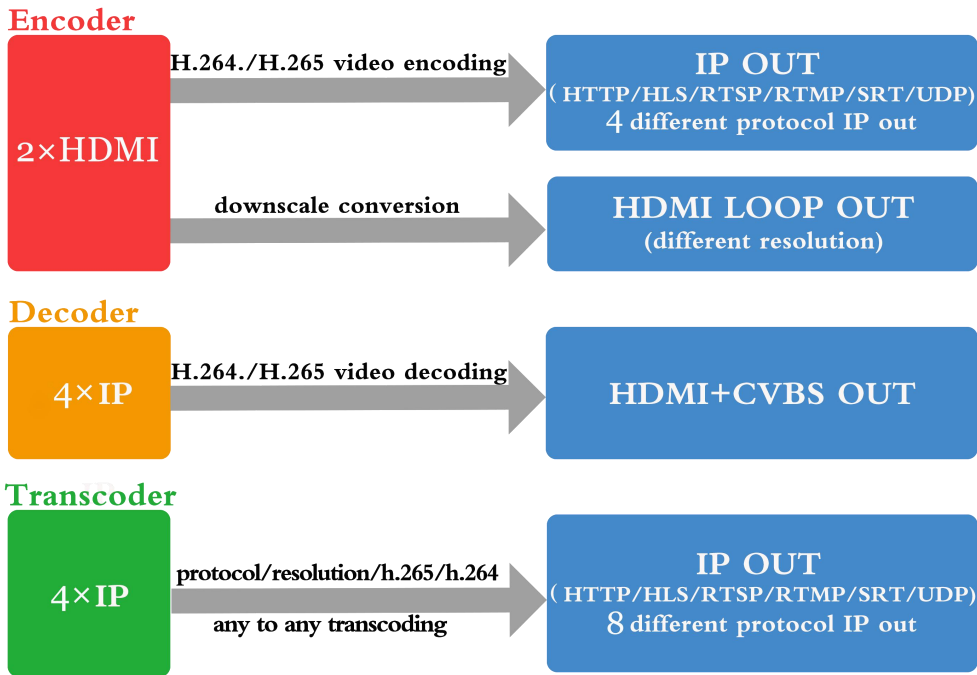 Encoder
2×HDMI
H.264./H.265 video encoding
IP OUT
( HTTP/HLS/RTSP/RTMP/SRT/UDP)
4 different protocol IP out
downscale conversion
HDMI LOOP OUT
(different resolution)
Decoder
4×IP
H.264./H.265 video decoding
HDMI+CVBS OUT
Transcoder
4×IP
protocol/resolution/h.265/h.264
any to any transcoding
IP OUT
( HTTP/HLS/RTSP/RTMP/SRT/UDP)
8 different protocol IP out